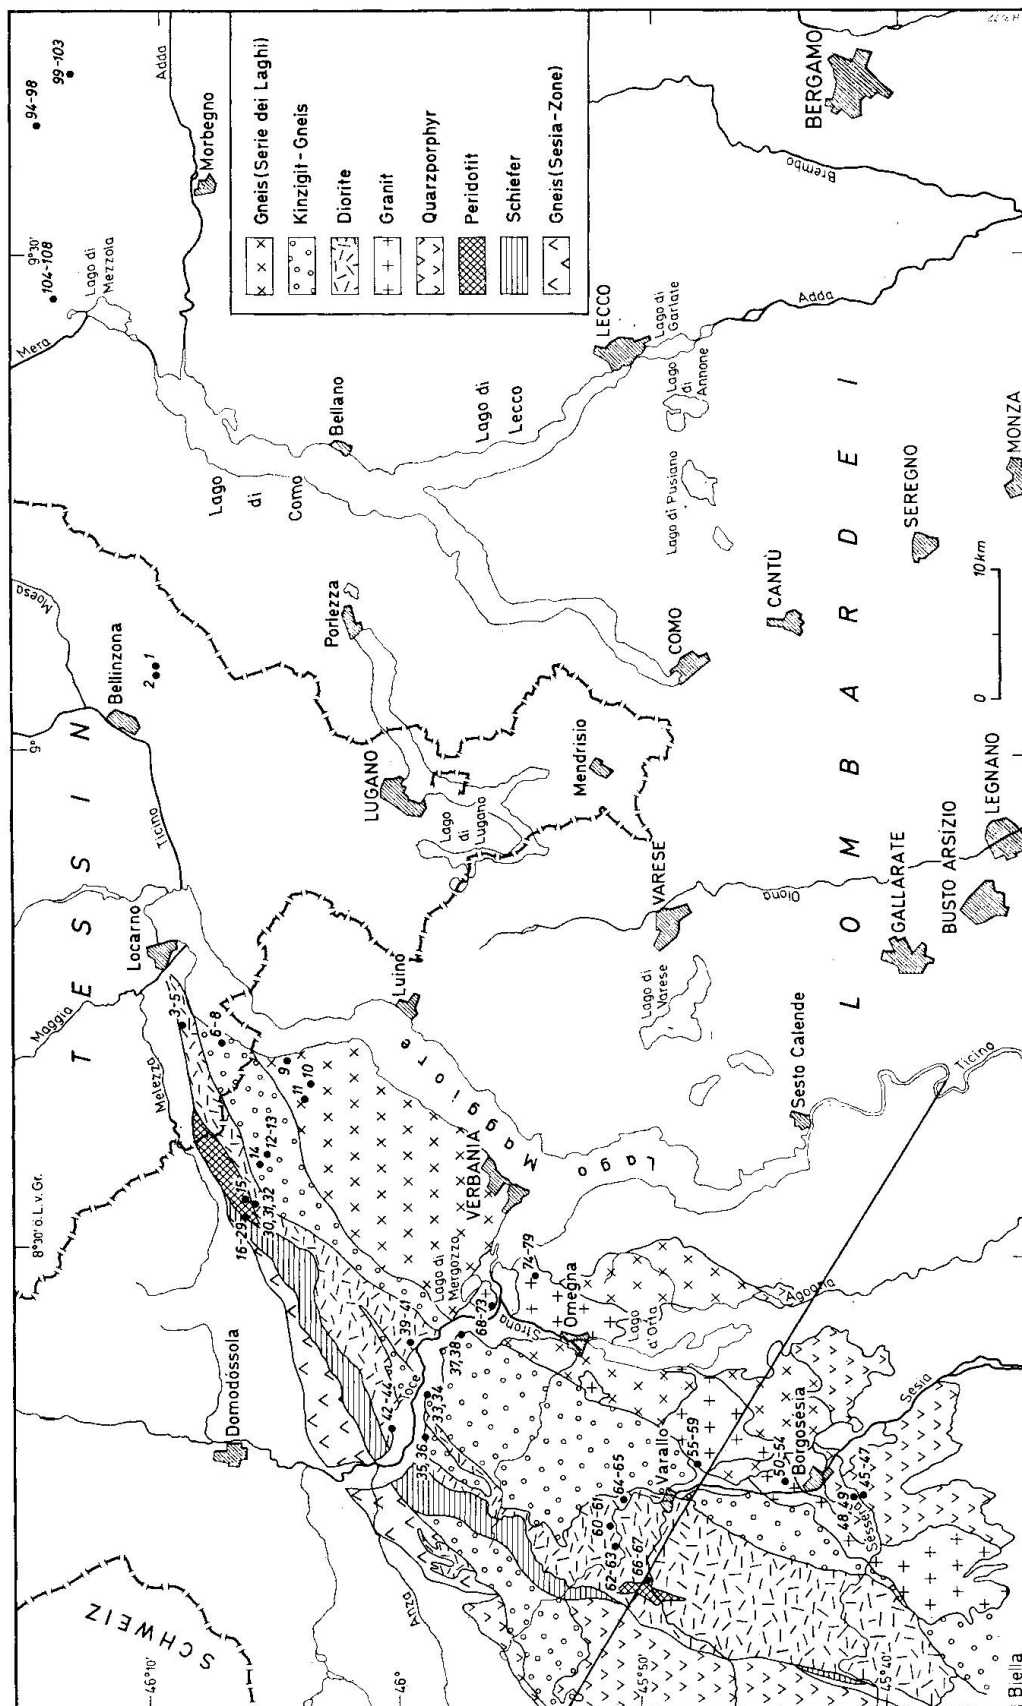 94-98
99-103
Adda
Morbegno
9°30'
104-108
Lago di
Mezzola
Mera
Gneis (Serie dei Laghi)
Kinzigit-Gneis
Diorite
Granit
Quarzporphyr
Peridotit
Schiefer
Gneis (Sesia-Zone)
BERGAMO
Brembo
Adda
LECCO
Lago di
Garlate
Lago
di
Annone
Bellano
Lago di
Lecco
Lago
di
Como
Lago di Pusiano
MONZA
SEREGNO
CANTÙ
COMO
0
10km
Moesa
Bellinzona
2
1
Porlezza
9°
TESSIN
Ticino
LUGANO
Lago
di
Lugano
Mendrisio
LOMBARDEI
LEGNANO
BUSTO ARSIZIO
GALLARATE
Olona
VARESE
Lago di
Varese
Locarno
Maggia
Melezza
Luino
3-5
6-8
9
10
11
12-13
14
15
16-29
30,31,32
Lago Maggiore
VERBANIA
Sesto Calende
Ticino
8°30' ö.L.v.Gr.
Lago di
Mergozzo
74-79
68-73
Strona
Omegna
Lago
d'Orta
Agogna
Domodóssola
39-41
37,38
42-44
Toce
33,34
35,36
Sesia
Borgosésia
50-54
55-59
Varallo
64-65
60-61
62-63
66-67
48,49
45-47
Sessera
Anza
SCHWEIZ
46°10'
46°
45°50'
45°40'
Biella